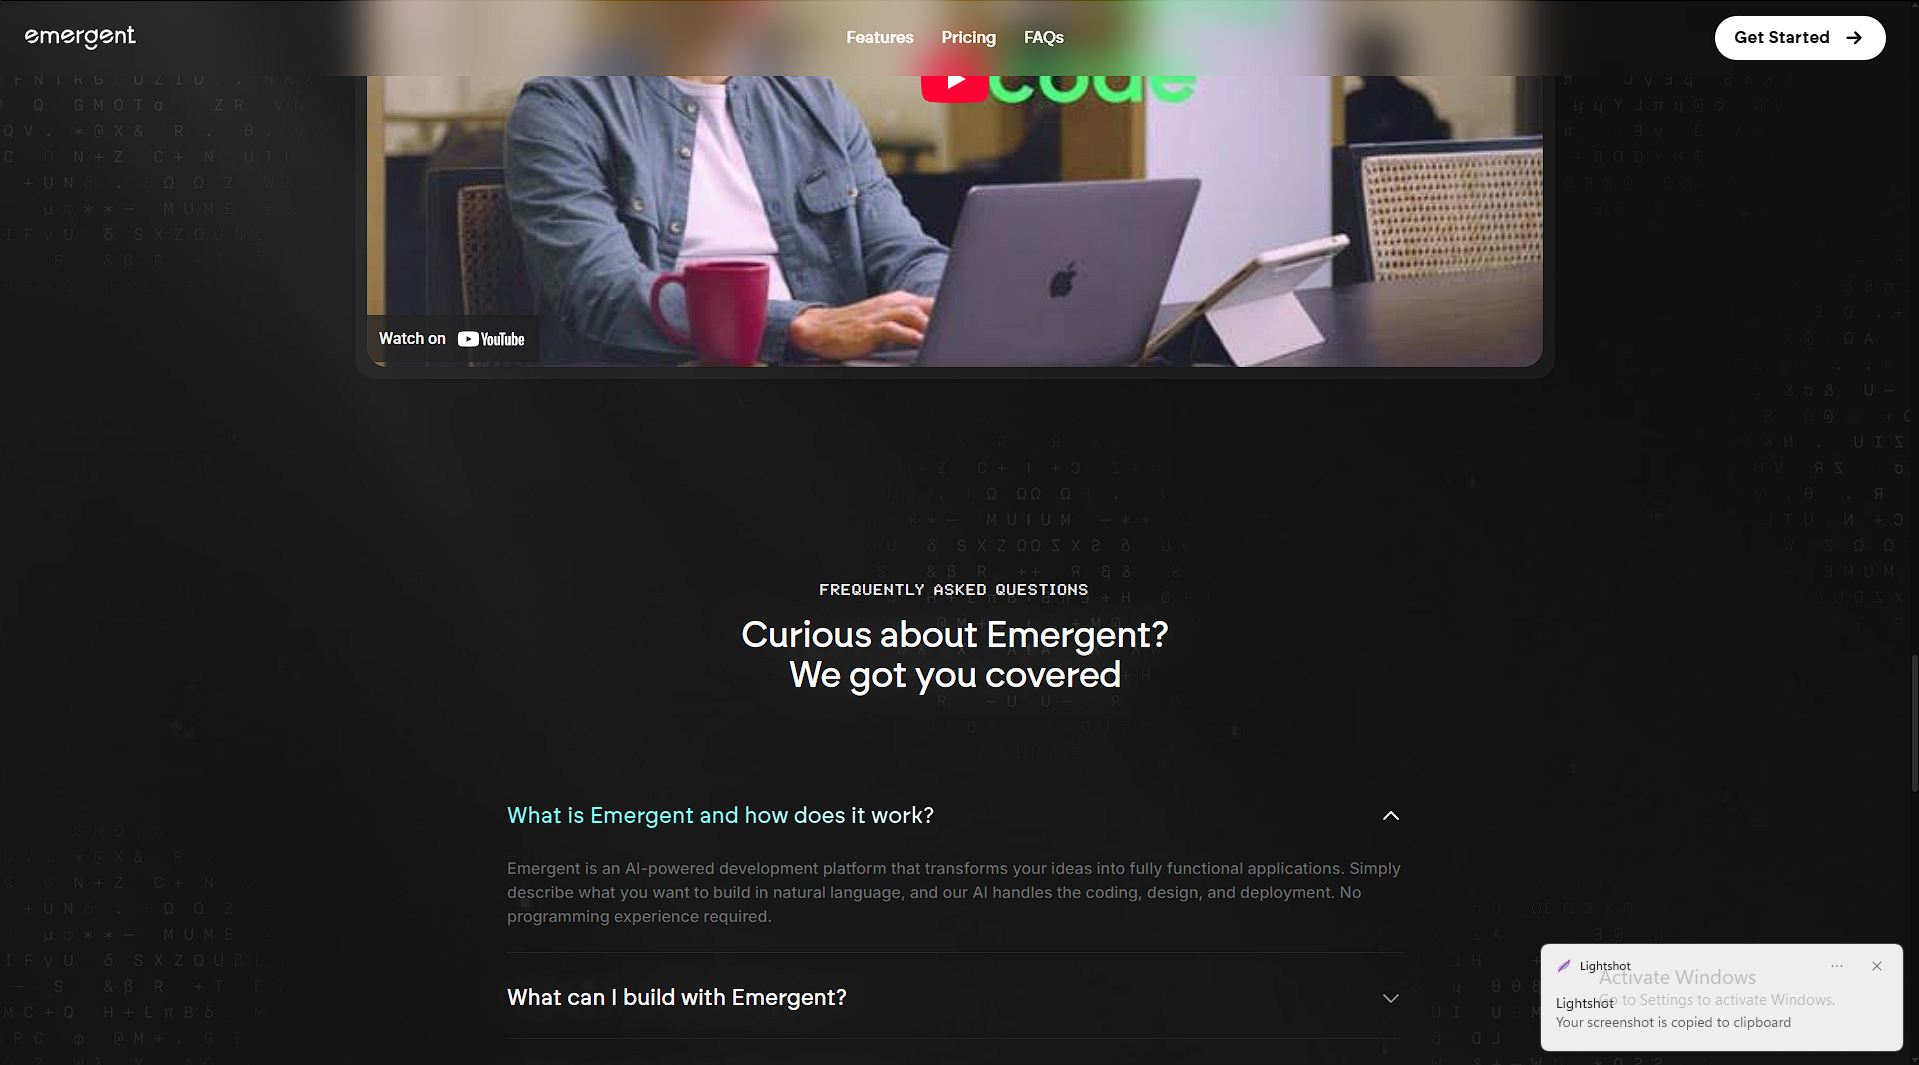 emergent
Features
Pricing
FAQs
Get Started
code
Watch on YouTube
FREQUENTLY ASKED QUESTIONS
Curious about Emergent?
We got you covered
What is Emergent and how does it work?
Emergent is an AI-powered development platform that transforms your ideas into fully functional applications. Simply
describe what you want to build in natural language, and our AI handles the coding, design, and deployment. No
programming experience required.
What can I build with Emergent?
Lightshot
Activate Windows
Go to Settings to activate Windows.
Lightshot
Your screenshot is copied to clipboard